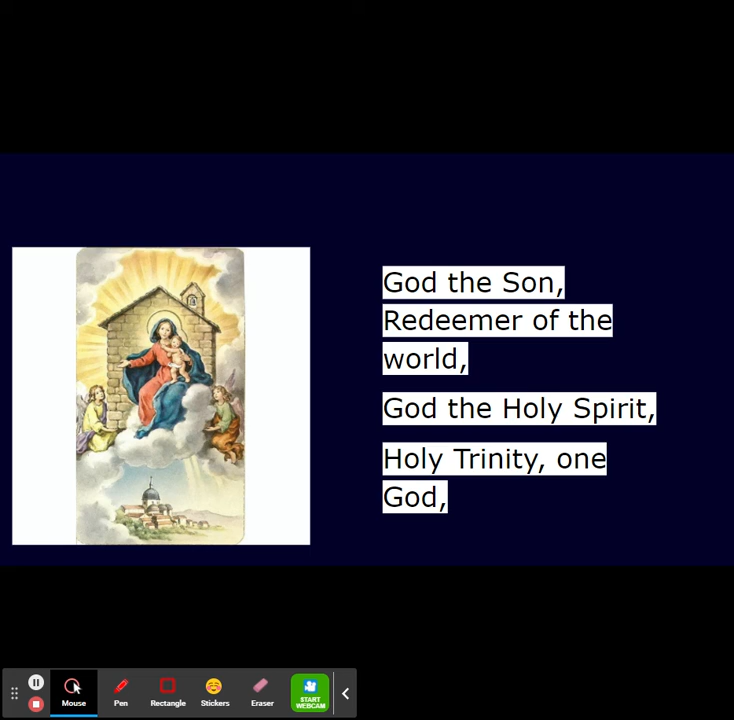 God the Son,
Redeemer of the
world,
God the Holy Spirit,
Holy Trinity, one
God,
Mouse
Pen
Rectangle
Stickers
Eraser
START
WEBCAM